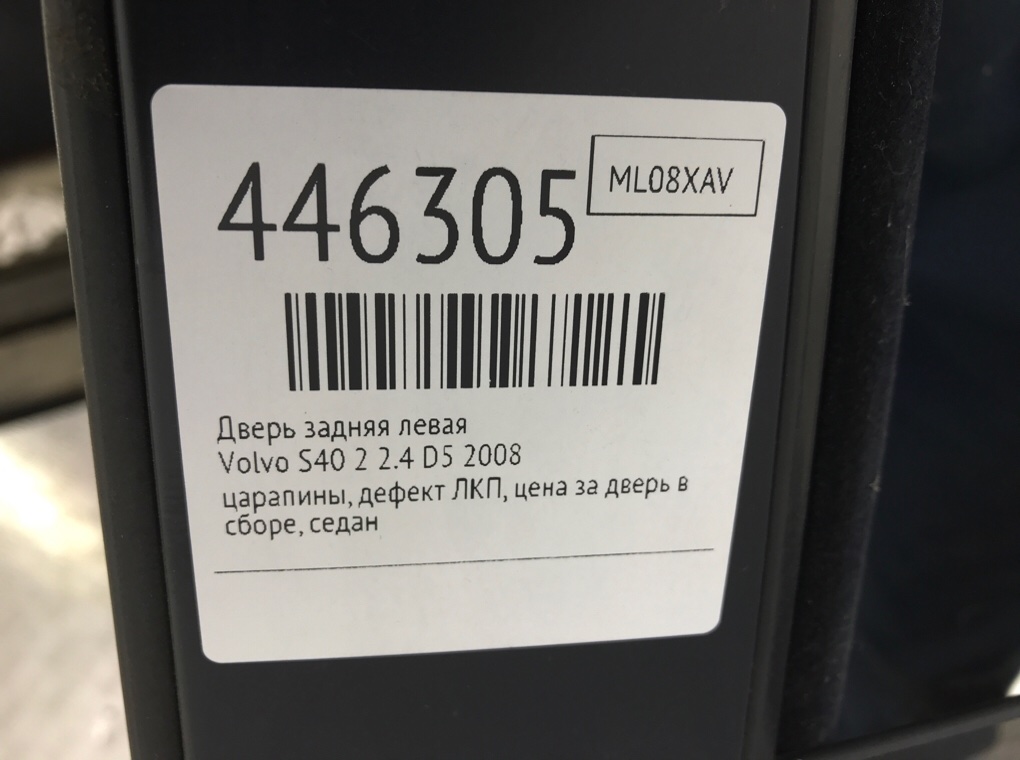 446305
ML08XAV
Дверь задняя левая
Volvo S40 2 2.4 D5 2008
царапины, дефект ЛКП, цена за дверь в
сборе, седан